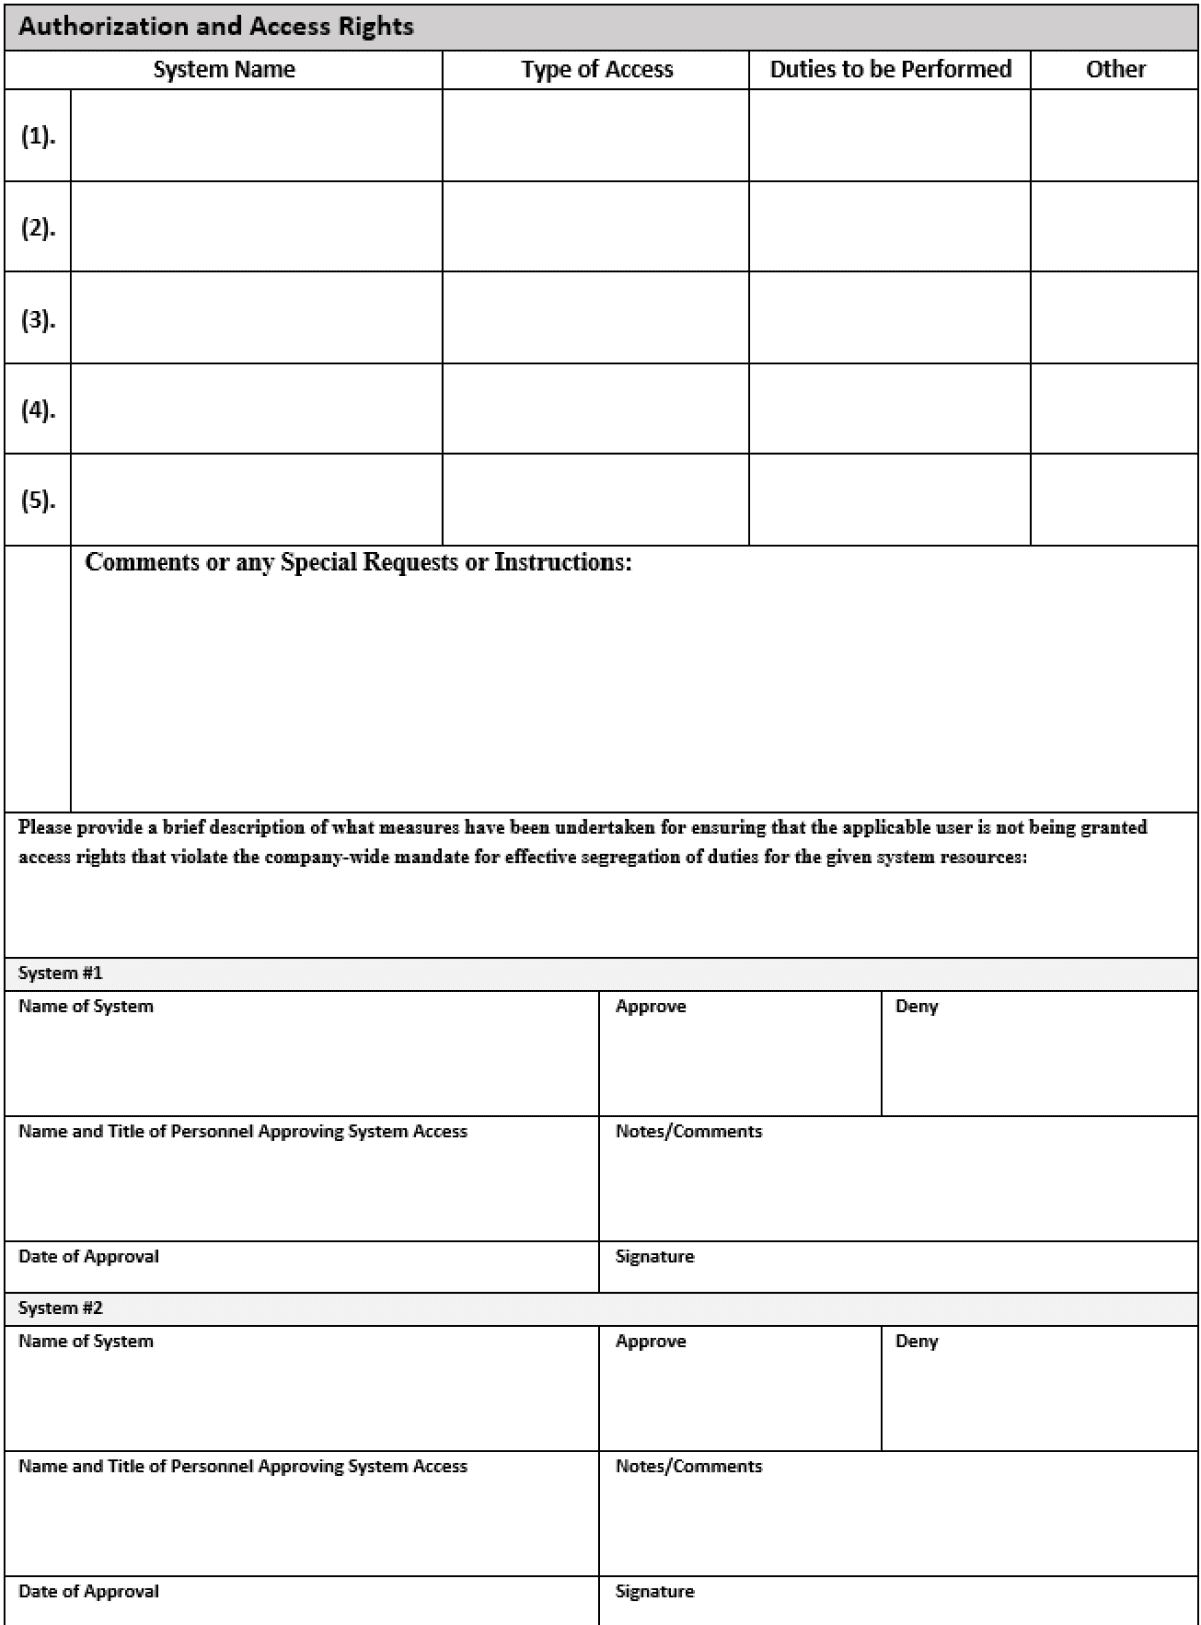 Authorization and Access Rights
System Name Type of Access Duties to be Performed Other
(1).
(2).
(3).
(4).
(5).
Comments or any Special Requests or Instructions:
Please provide a brief description of what measures have been undertaken for ensuring that the applicable user is not being granted
access rights that violate the company-wide mandate for effective segregation of duties for the given system resources:
System #1
Name of System Approve Deny
Name and Title of Personnel Approving System Access Notes/Comments
Date of Approval Signature
System #2
Name of System Approve Deny
Name and Title of Personnel Approving System Access Notes/Comments
Date of Approval Signature